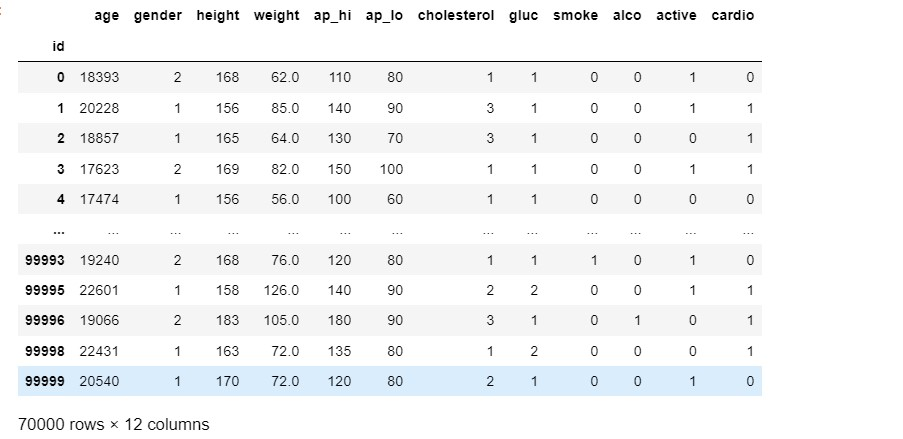 age gender height weight ap_hi ap_lo cholesterol gluc smoke alco active cardio
id
0 18393 2 168 62.0 110 80 1 1 0 0 1 0
1 20228 1 156 85.0 140 90 3 1 0 0 1 1
2 18857 1 165 64.0 130 70 3 1 0 0 0 1
3 17623 2 169 82.0 150 100 1 1 0 0 1 1
4 17474 1 156 56.0 100 60 1 1 0 0 0 0
... ... ... ... ... ... ... ... ... ... ... ... ...
99993 19240 2 168 76.0 120 80 1 1 1 0 1 0
99995 22601 1 158 126.0 140 90 2 2 0 0 1 1
99996 19066 2 183 105.0 180 90 3 1 0 1 0 1
99998 22431 1 163 72.0 135 80 1 2 0 0 0 1
99999 20540 1 170 72.0 120 80 2 1 0 0 1 0
70000 rows × 12 columns